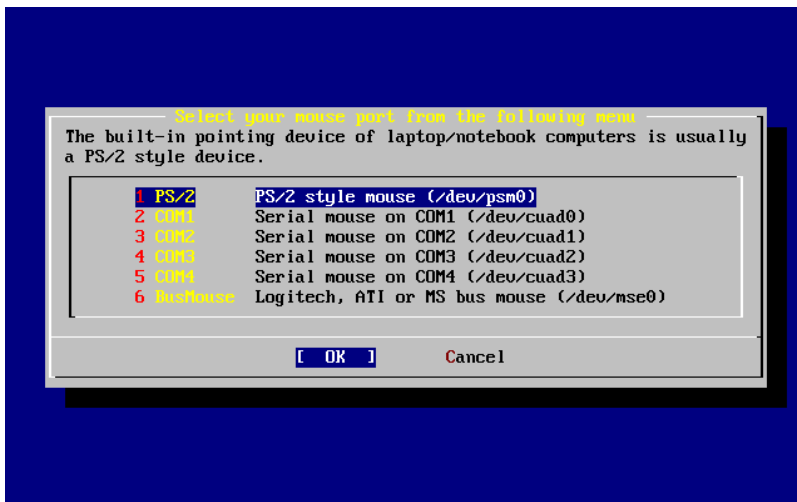 Select your mouse port from the following menu
The built-in pointing device of laptop/notebook computers is usually
a PS/2 style device.
1 PS/2 PS/2 style mouse (/dev/psm0)
2 COM1 Serial mouse on COM1 (/dev/cuad0)
3 COM2 Serial mouse on COM2 (/dev/cuad1)
4 COM3 Serial mouse on COM3 (/dev/cuad2)
5 COM4 Serial mouse on COM4 (/dev/cuad3)
6 BusMouse Logitech, ATI or MS bus mouse (/dev/mse0)
[ OK ] Cancel